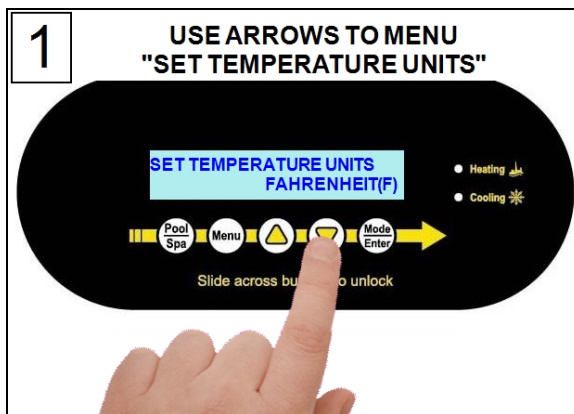 1
USE ARROWS TO MENU
"SET TEMPERATURE UNITS"
SET TEMPERATURE UNITS
FAHRENHEIT(F)
Heating
Cooling
Pool
Spa
Menu
Mode
Enter
Slide across bu o unlock